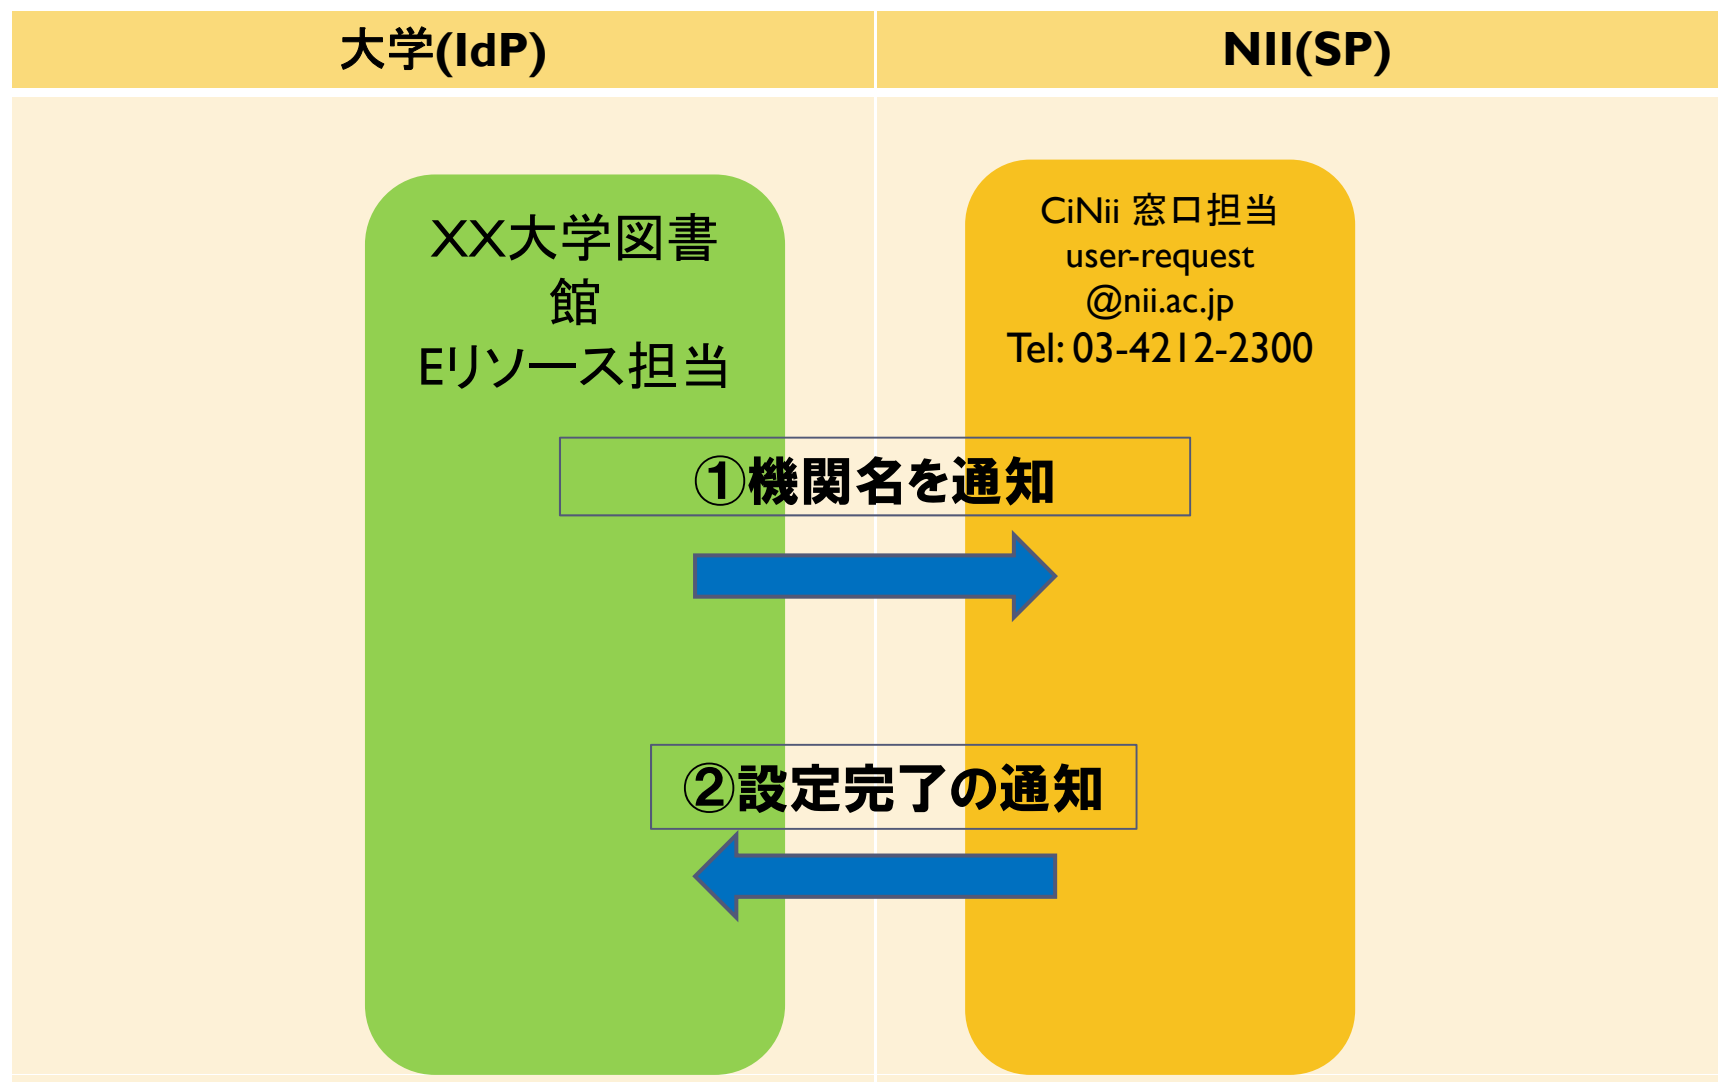 大学(IdP)
NII(SP)
XX大学図書
館
Eリソース担当
CiNii 窓口担当
user-request
@nii.ac.jp
Tel: 03-4212-2300
①機関名を通知
②設定完了の通知